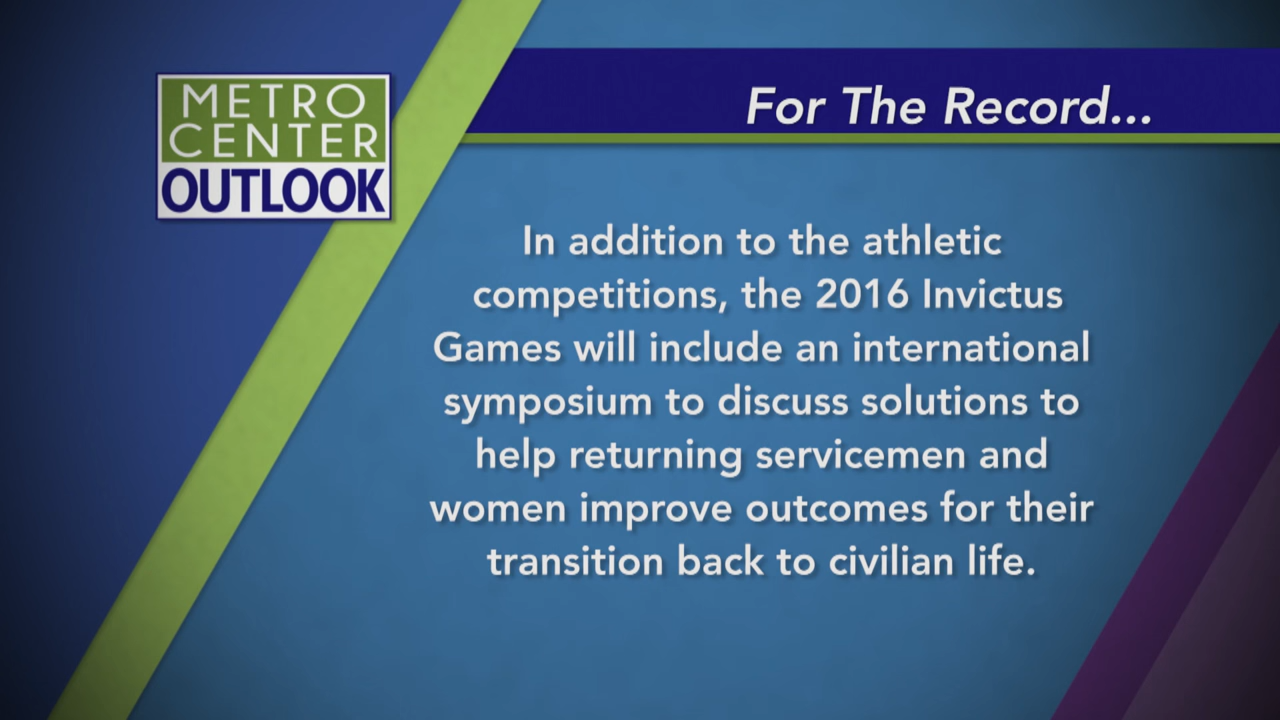 METRO
CENTER
OUTLOOK
For The Record...
In addition to the athletic
competitions, the 2016 Invictus
Games will include an international
symposium to discuss solutions to
help returning servicemen and
women improve outcomes for their
transition back to civilian life.